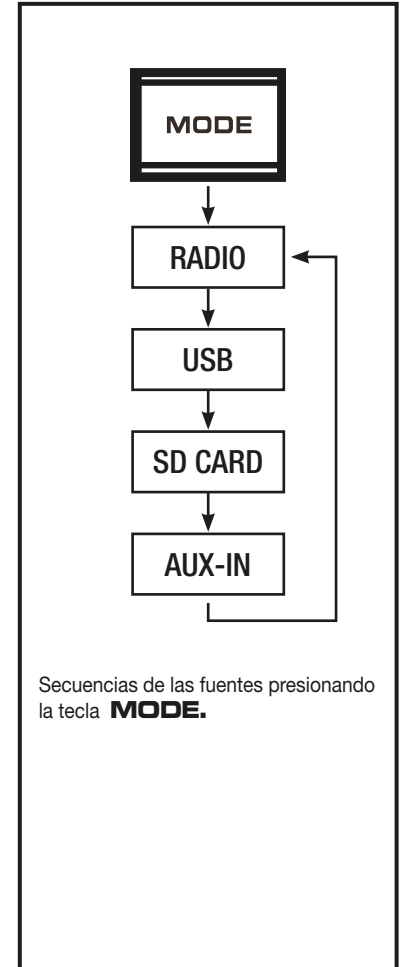 MODE
RADIO
USB
SD CARD
AUX-IN
Secuencias de las fuentes presionando
la tecla MODE.